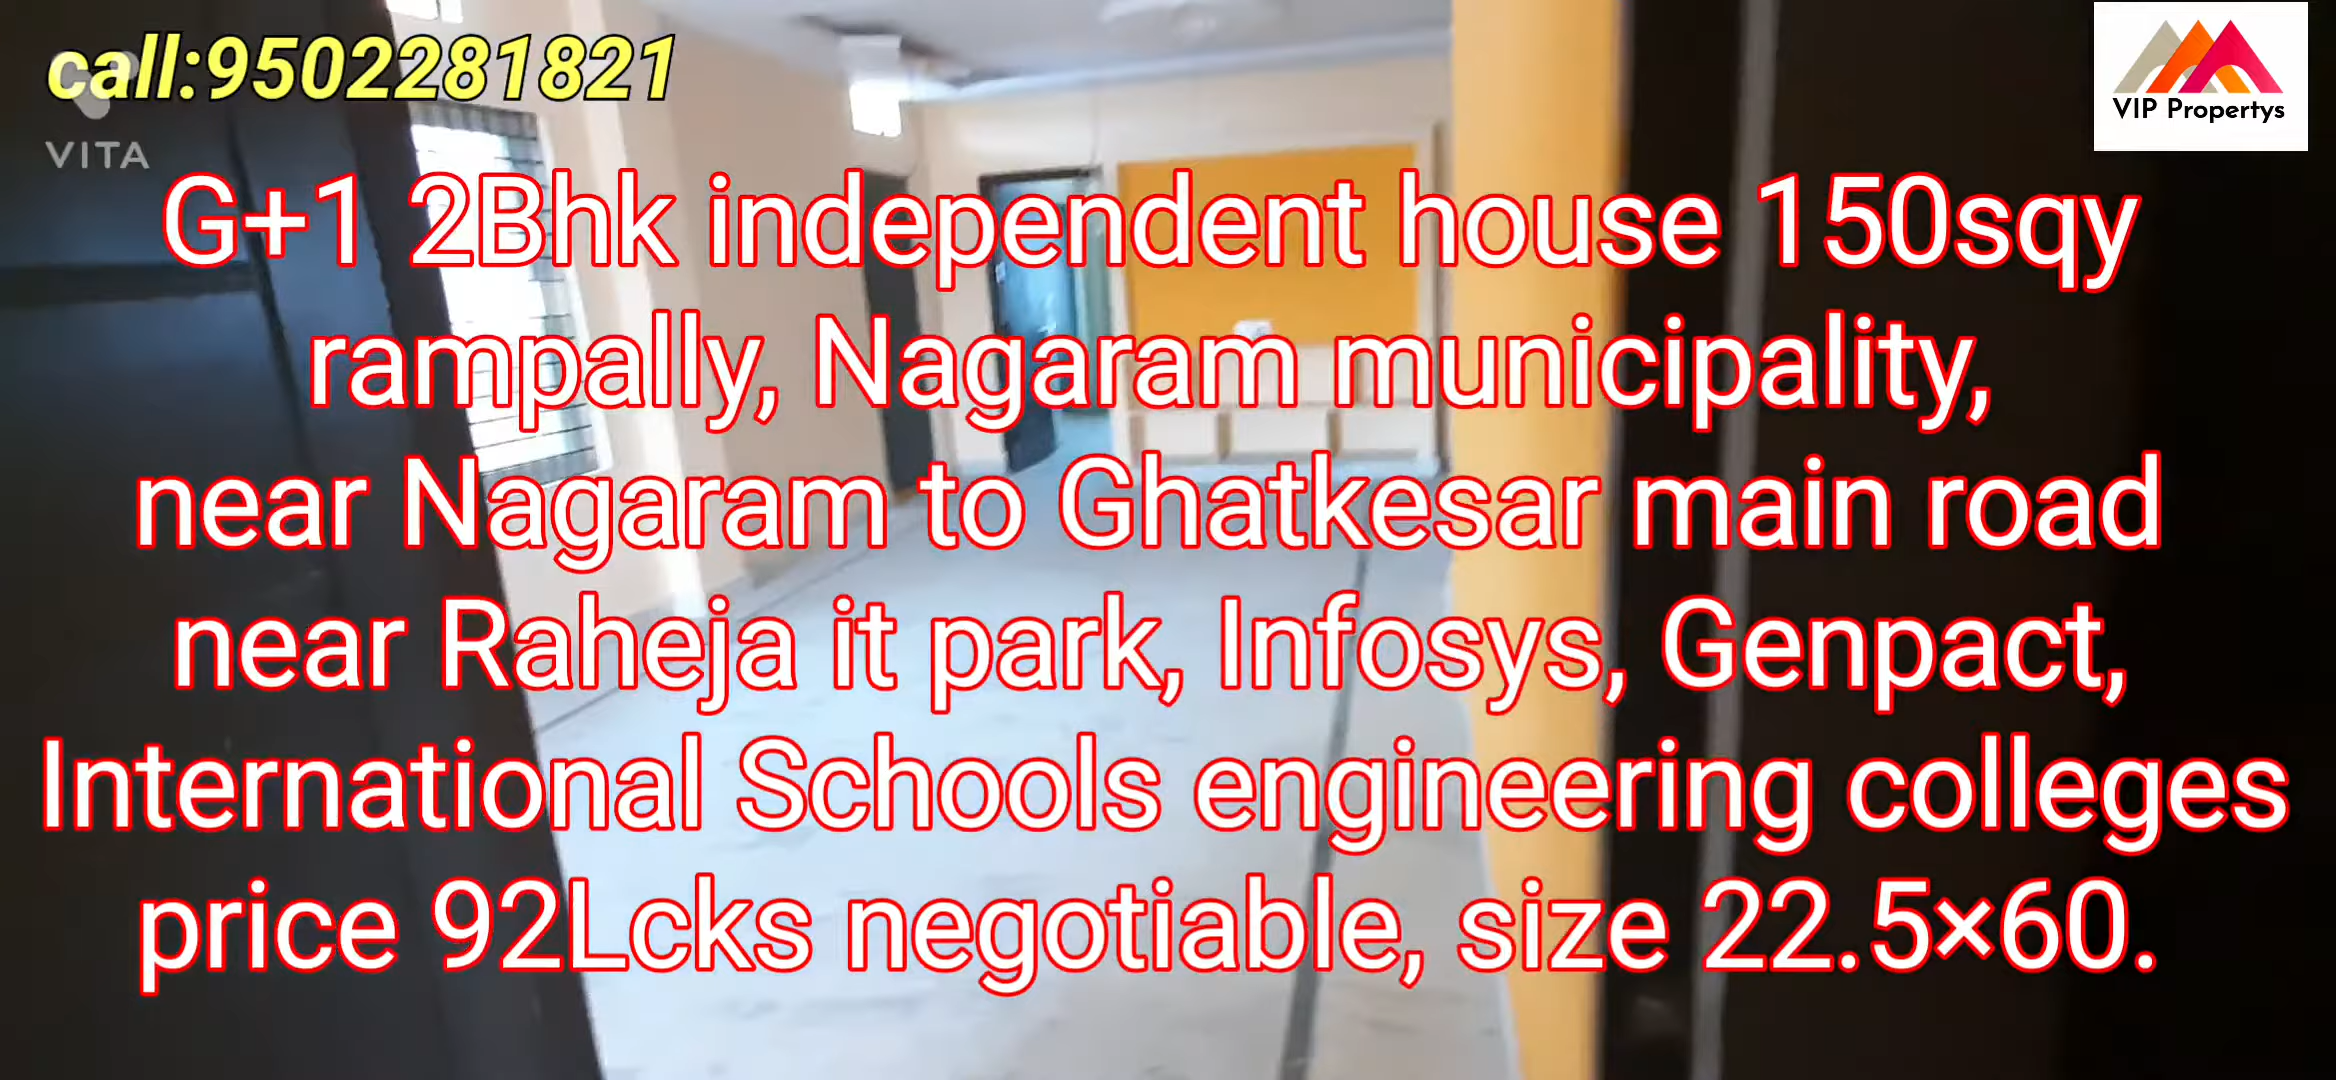 call:9502281821
VITA
VIP Propertys
G+1 2Bhk independent house 150sqy
rampally, Nagaram municipality,
near Nagaram to Ghatkesar main road
near Raheja it park, Infosys, Genpact,
International Schools engineering colleges
price 92Lcks negotiable, size 22.5×60.